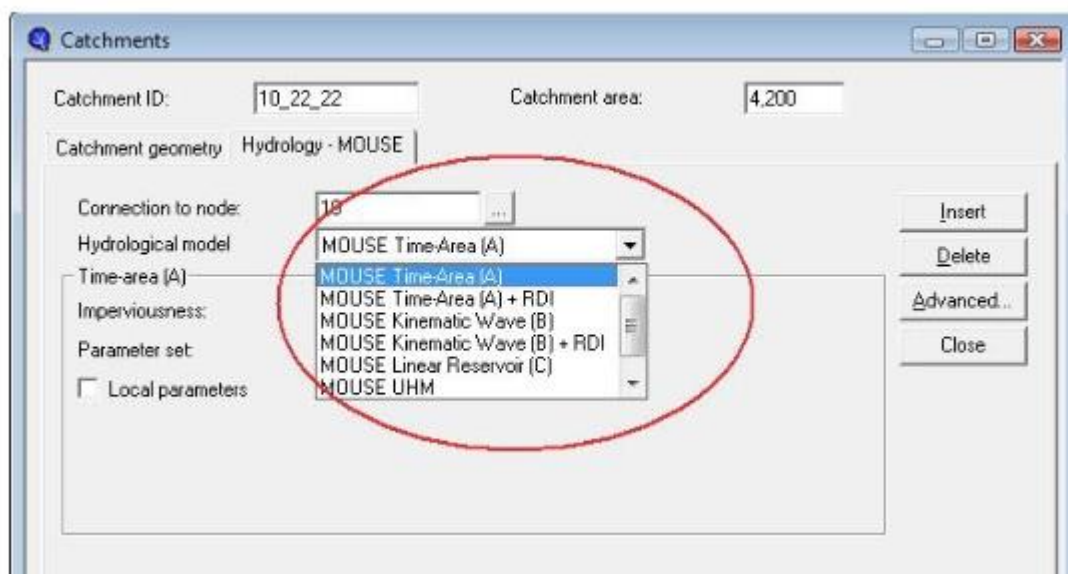 Catchments
Catchment ID: 10_22_22 Catchment area: 4,200
Catchment geometry Hydrology - MOUSE
Connection to node: 10 ... Insert
Hydrological model MOUSE Time-Area (A) Delete
Time-area (A) MOUSE Time-Area (A)
MOUSE Time-Area (A) + RDI Advanced...
Imperviousness: MOUSE Kinematic Wave (B)
MOUSE Kinematic Wave (B) + RDI Close
Parameter set: MOUSE Linear Reservoir (C)
Local parameters MOUSE UHM